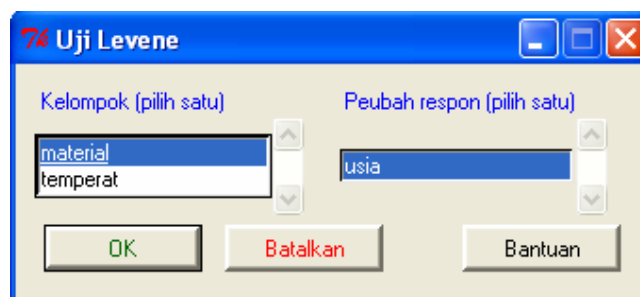 Uji Levene
Kelompok (pilih satu) Peubah respon (pilih satu)
material
temperat
usia
OK Batalkan Bantuan